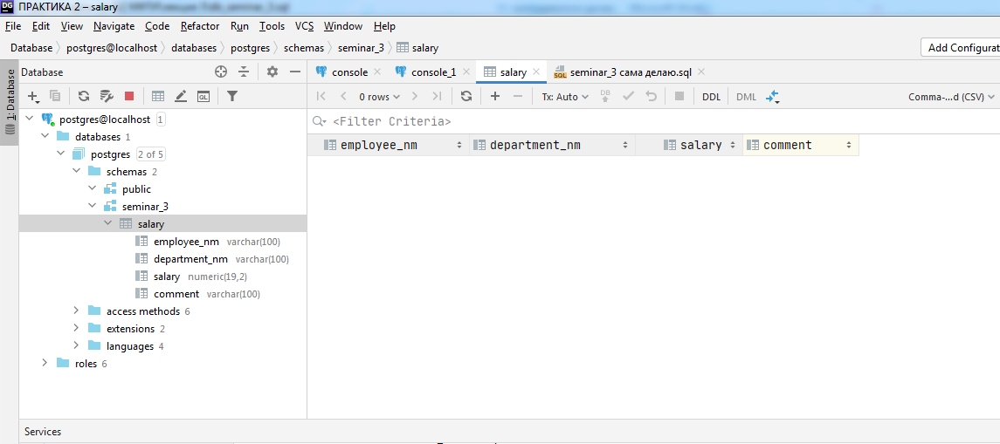 ПРАКТИКА 2 – salary
File Edit View Navigate Code Refactor Run Tools VCS Window Help
Database postgres@localhost databases postgres schemas seminar_3 salary Add Configurat
1: Database
Database
console console_1 salary seminar_3 сама делаю.sql
0 rows Tx: Auto DB DDL DML Comma-...d (CSV)
<Filter Criteria>
employee_nm department_nm salary comment
postgres@localhost 1
databases 1
postgres 2 of 5
schemas 2
public
seminar_3
salary
employee_nm varchar(100)
department_nm varchar(100)
salary numeric(19,2)
comment varchar(100)
access methods 6
extensions 2
languages 4
roles 6
Services